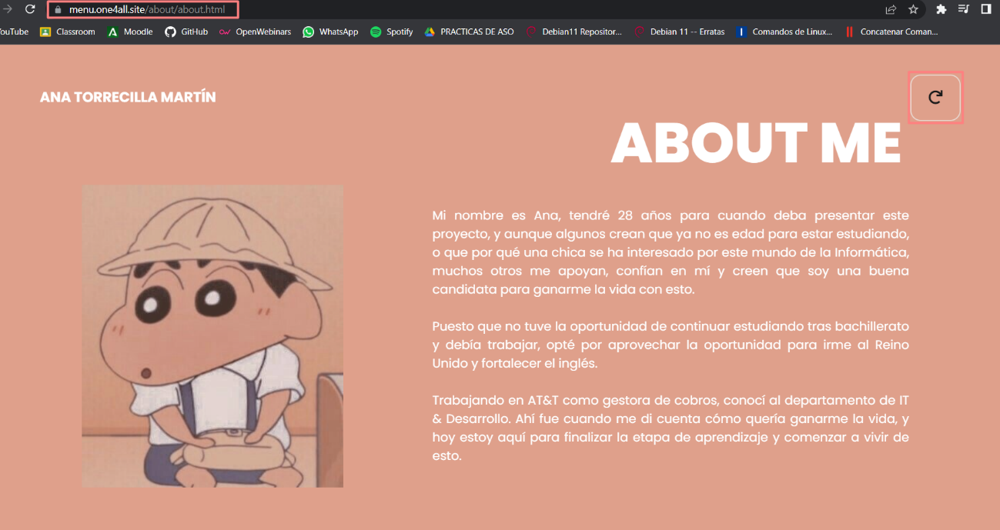 menu.one4all.site/about/about.html
YouTube Classroom Moodle GitHub OpenWebinars WhatsApp Spotify PRACTICAS DE ASO Debian11 Repositor... Debian 11 -- Erratas Comandos de Linux... Concatenar Coman...
ANA TORRECILLA MARTÍN
ABOUT ME
Mi nombre es Ana, tendré 28 años para cuando deba presentar este
proyecto, y aunque algunos crean que ya no es edad para estar estudiando,
o que por qué una chica se ha interesado por este mundo de la Informática,
muchos otros me apoyan, confían en mí y creen que soy una buena
candidata para ganarme la vida con esto.
Puesto que no tuve la oportunidad de continuar estudiando tras bachillerato
y debía trabajar, opté por aprovechar la oportunidad para irme al Reino
Unido y fortalecer el inglés.
Trabajando en AT&T como gestora de cobros, conocí al departamento de IT
& Desarrollo. Ahí fue cuando me di cuenta cómo quería ganarme la vida, y
hoy estoy aquí para finalizar la etapa de aprendizaje y comenzar a vivir de
esto.